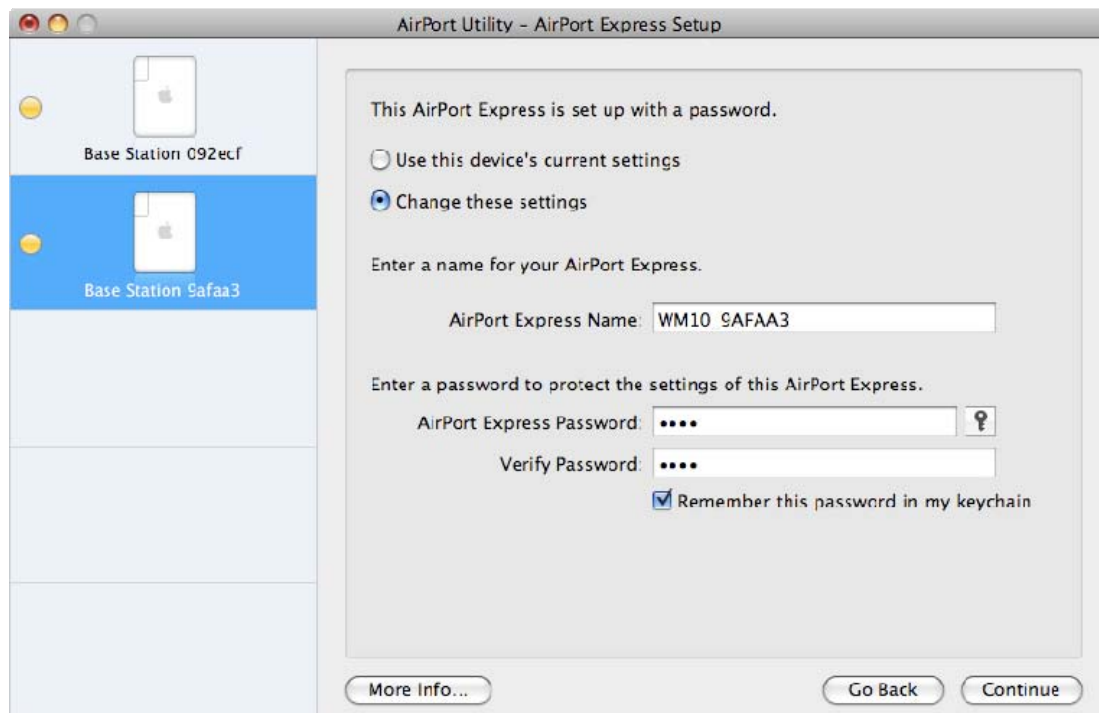 AirPort Utility - AirPort Express Setup
Base Station 092ecf
Base Station 9afaa3
This AirPort Express is set up with a password.
Use this device's current settings
Change these settings
Enter a name for your AirPort Express.
AirPort Express Name: WM10 9AFAA3
Enter a password to protect the settings of this AirPort Express.
AirPort Express Password: ••••
Verify Password: ••••
Remember this password in my keychain
More Info...
Go Back
Continue